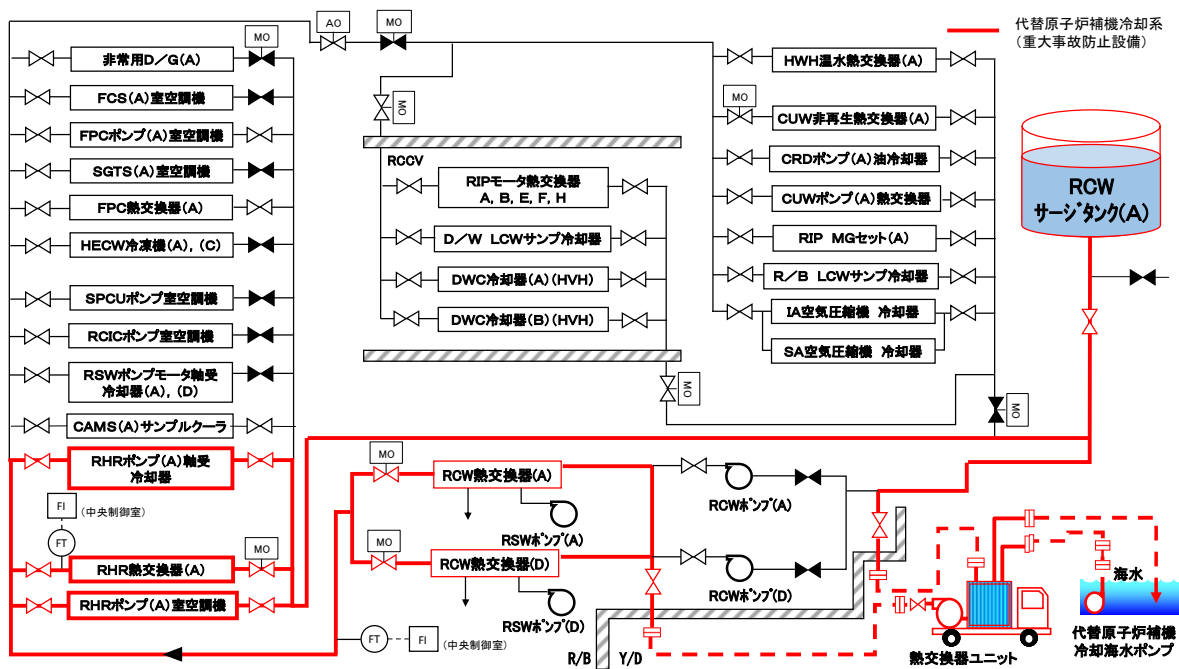 代替原子炉補機冷却系
（重大事故防止設備）
AO
MO
MO
非常用D／G(A)
FCS(A)室空調機
FPCポンプ(A)室空調機
SGTS(A)室空調機
FPC熱交換器(A)
HECW冷凍機(A), (C)
SPCUポンプ室空調機
RCICポンプ室空調機
RSWポンプモータ軸受
冷却器(A), (D)
CAMS(A)サンプルクーラ
RHRポンプ(A)軸受
冷却器
FI
(中央制御室)
FT
MO
RHR熱交換器(A)
RHRポンプ(A)室空調機
MO
RCCV
RIPモータ熱交換器
A, B, E, F, H
D／W LCWサンプ冷却器
DWC冷却器(A)(HVH)
DWC冷却器(B)(HVH)
MO
HWH温水熱交換器(A)
MO
CUW非再生熱交換器(A)
CRDポンプ(A)油冷却器
CUWポンプ(A)熱交換器
RIP MGセット(A)
R／B LCWサンプ冷却器
IA空気圧縮機 冷却器
SA空気圧縮機 冷却器
MO
RCW
サージタンク(A)
MO
RCW熱交換器(A)
RSWポンプ(A)
MO
RCW熱交換器(D)
RSWポンプ(D)
RCWポンプ(A)
RCWポンプ(D)
FT
FI
(中央制御室)
R/B
Y/D
熱交換器ユニット
海水
代替原子炉補機
冷却海水ポンプ